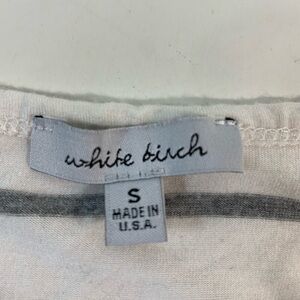 white birch
S
MADE IN
U.S.A.